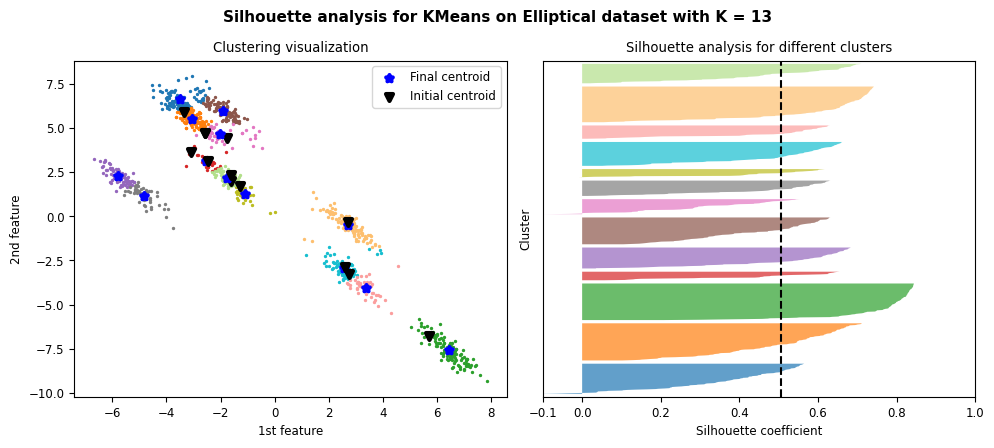 Silhouette analysis for KMeans on Elliptical dataset with K = 13
Clustering visualization
Final centroid
Initial centroid
2nd feature
7.5
5.0
2.5
0.0
−2.5
−5.0
−7.5
−10.0
−6
−4
−2
0
2
4
6
8
1st feature
Silhouette analysis for different clusters
Cluster
−0.1
0.0
0.2
0.4
0.6
0.8
1.0
Silhouette coefficient